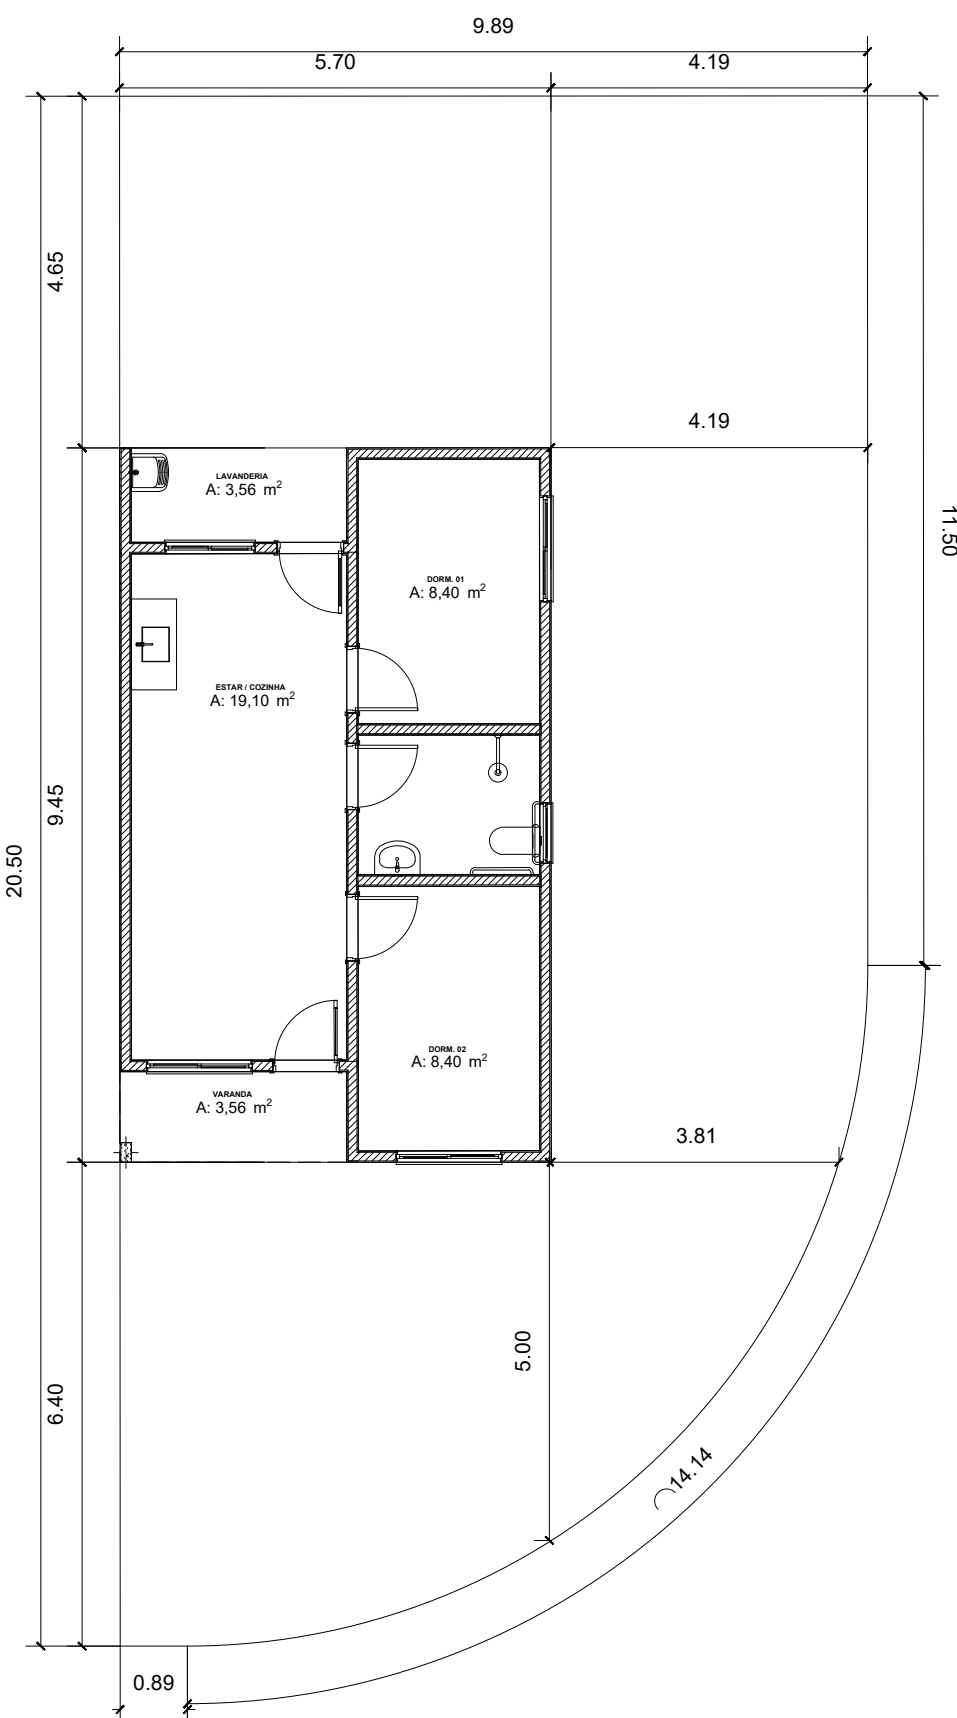 9.89
5.70
4.19
4.65
4.19
11.50
LAVANDERIA
A: 3,56 m²
DORM. 01
A: 8,40 m²
ESTAR / COZINHA
A: 19,10 m²
9.45
20.50
DORM. 02
A: 8,40 m²
VARANDA
A: 3,56 m²
3.81
5.00
6.40
14.14
0.89